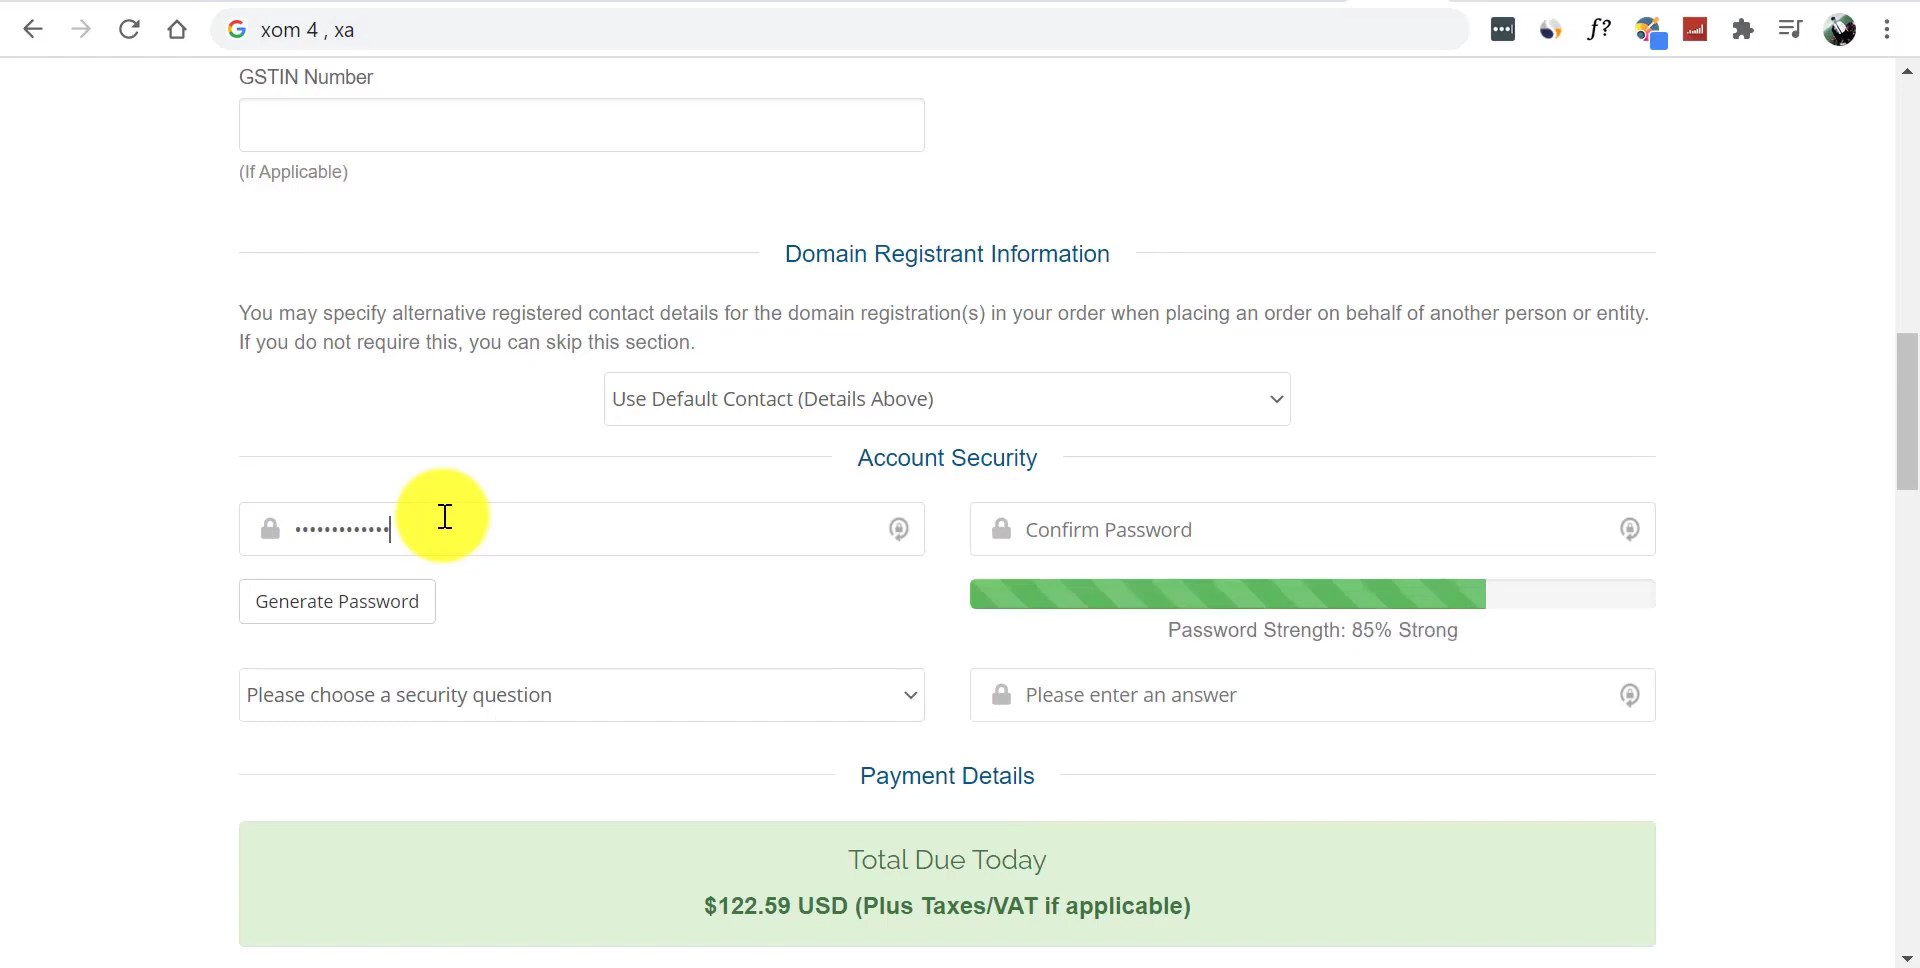 xom 4 , xa
f?
GSTIN Number
(If Applicable)
Domain Registrant Information
You may specify alternative registered contact details for the domain registration(s) in your order when placing an order on behalf of another person or entity.
If you do not require this, you can skip this section.
Use Default Contact (Details Above)
Account Security
•••••••••••••
Confirm Password
Generate Password
Password Strength: 85% Strong
Please choose a security question
Please enter an answer
Payment Details
Total Due Today
$122.59 USD (Plus Taxes/VAT if applicable)